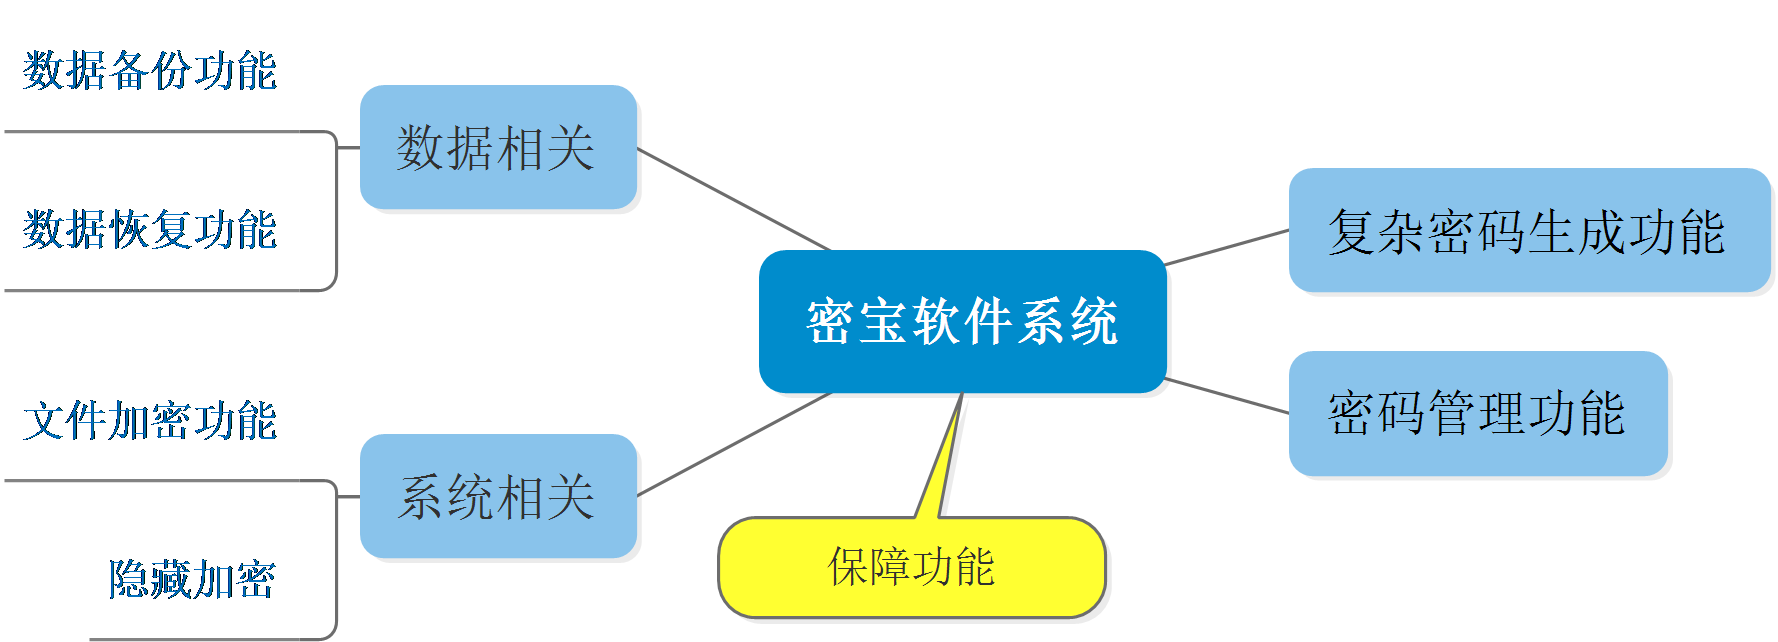 数据备份功能
数据相关
数据恢复功能
复杂密码生成功能
密宝软件系统
密码管理功能
文件加密功能
系统相关
隐藏加密
保障功能